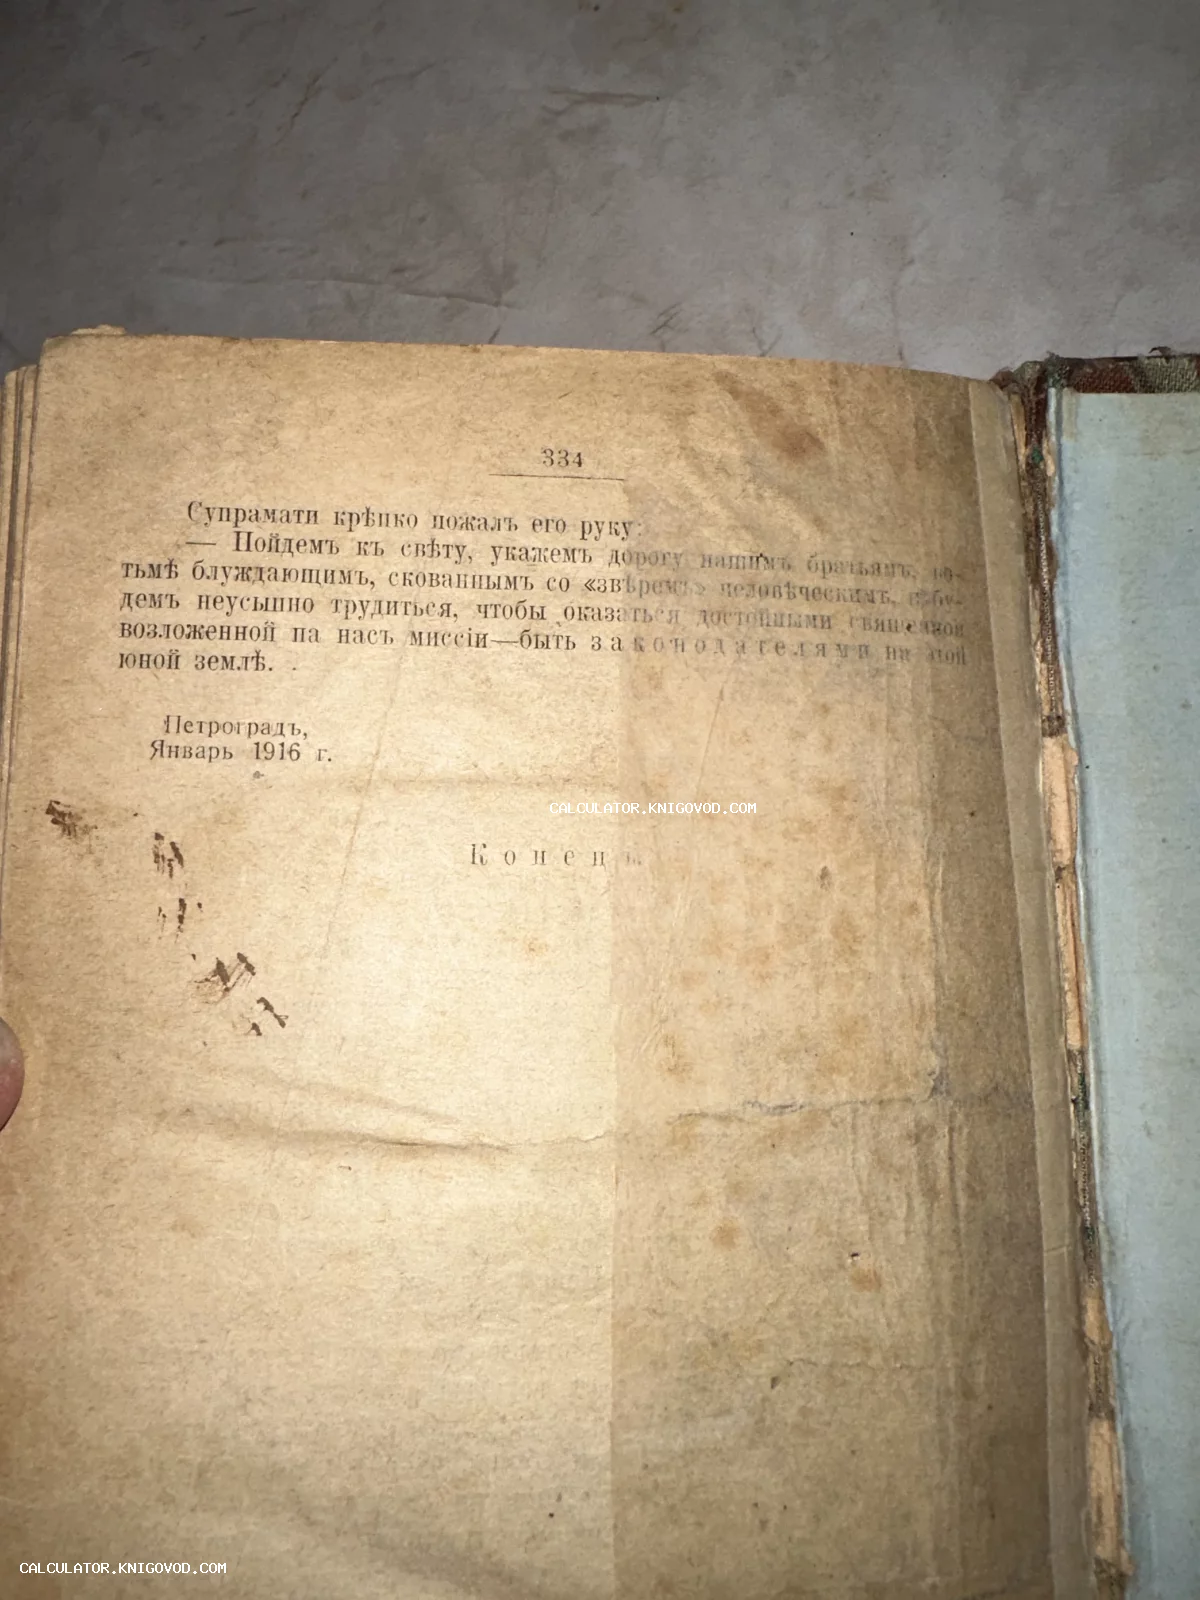 334
Супрамати крѣпко пожалъ его руку:
— Пойдемъ къ свѣту, укажемъ дорогу нашимъ братьямъ, во
тьмѣ блуждающимъ, скованнымъ со «звѣремъ» человѣческимъ, и бу-
демъ неусыпно трудиться, чтобы оказаться достойными священной
возложенной на насъ миссіи—быть законодателями на этой
юной землѣ.
Петроградъ,
Январь 1916 г.
CALCULATOR.KNIGOVOD.COM
Конецъ
CALCULATOR.KNIGOVOD.COM